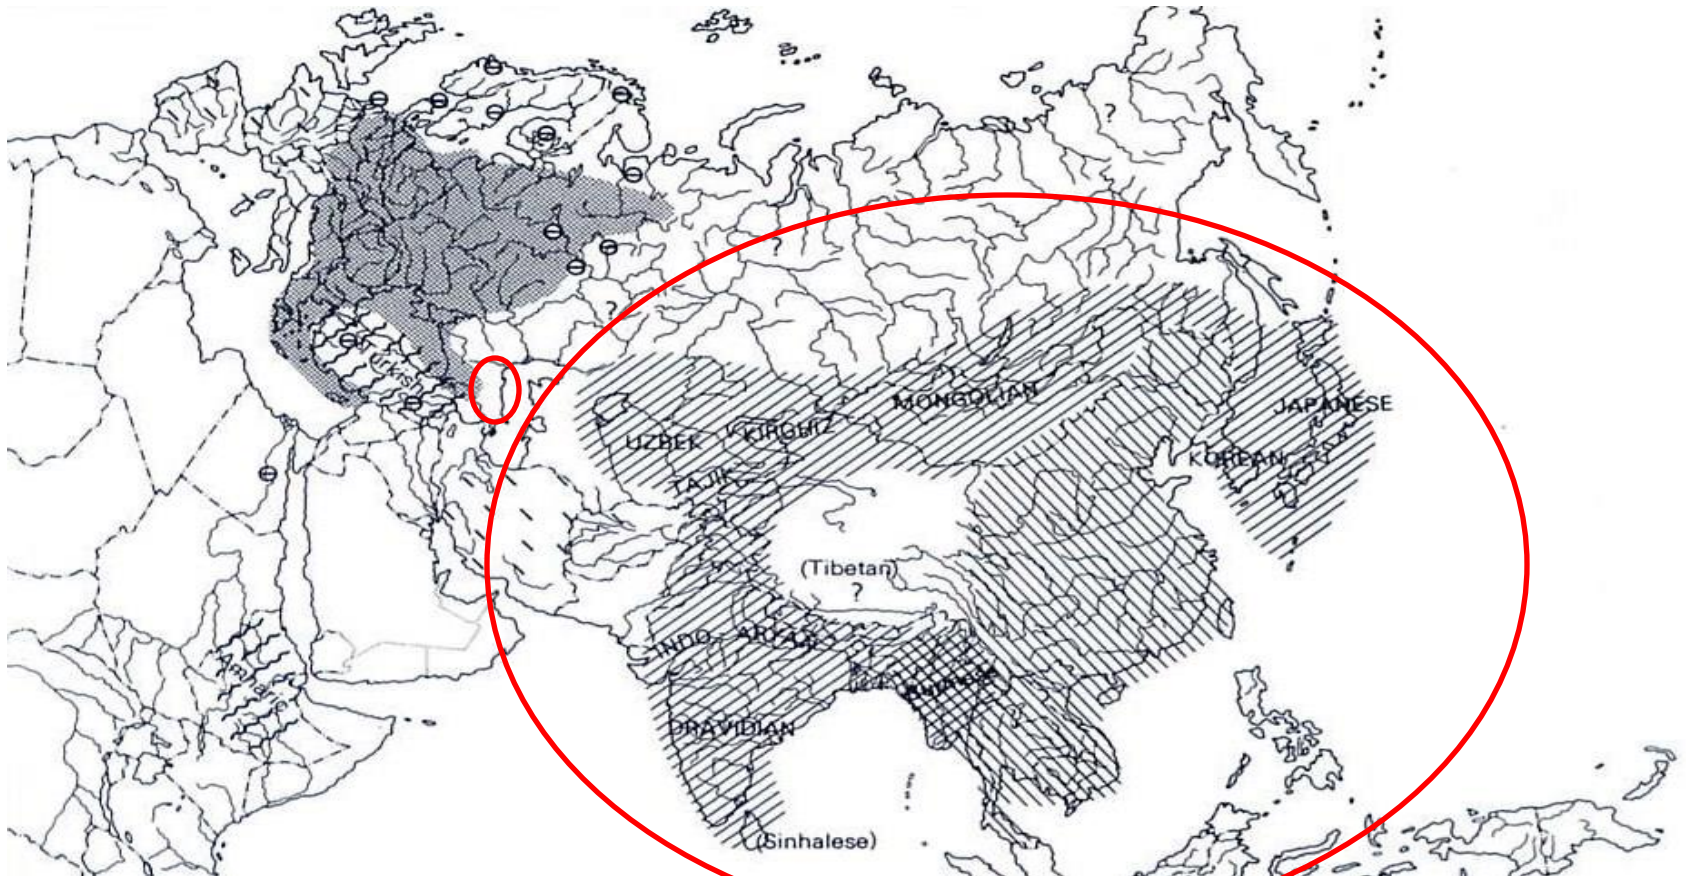 ?
?
?
Turkish
MONGOLIAN
JAPANESE
UZBEK
KIRGHIZ
KOREAN
TAJIK
(Tibetan)
?
INDO-ARYAN
Amharic
Burmese
?
DRAVIDIAN
(Sinhalese)